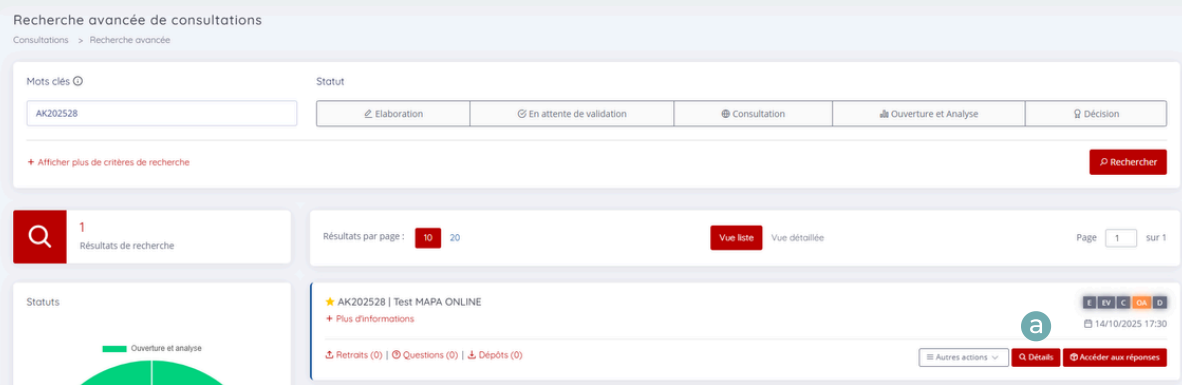 Recherche avancée de consultations
Consultations > Recherche avancée
Mots clés
Statut
AK202528
Elaboration
En attente de validation
Consultation
Ouverture et Analyse
Décision
+ Afficher plus de critères de recherche
Rechercher
1
Résultats de recherche
Résultats par page :
10
20
Vue liste
Vue détaillée
Page 1 sur 1
Statuts
Ouverture et analyse
AK202528 | Test MAPA ONLINE
E EV C OA D
+ Plus d'informations
a
14/10/2025 17:30
Retraits (0) | Questions (0) | Dépôts (0)
Autres actions
Détails
Accéder aux réponses